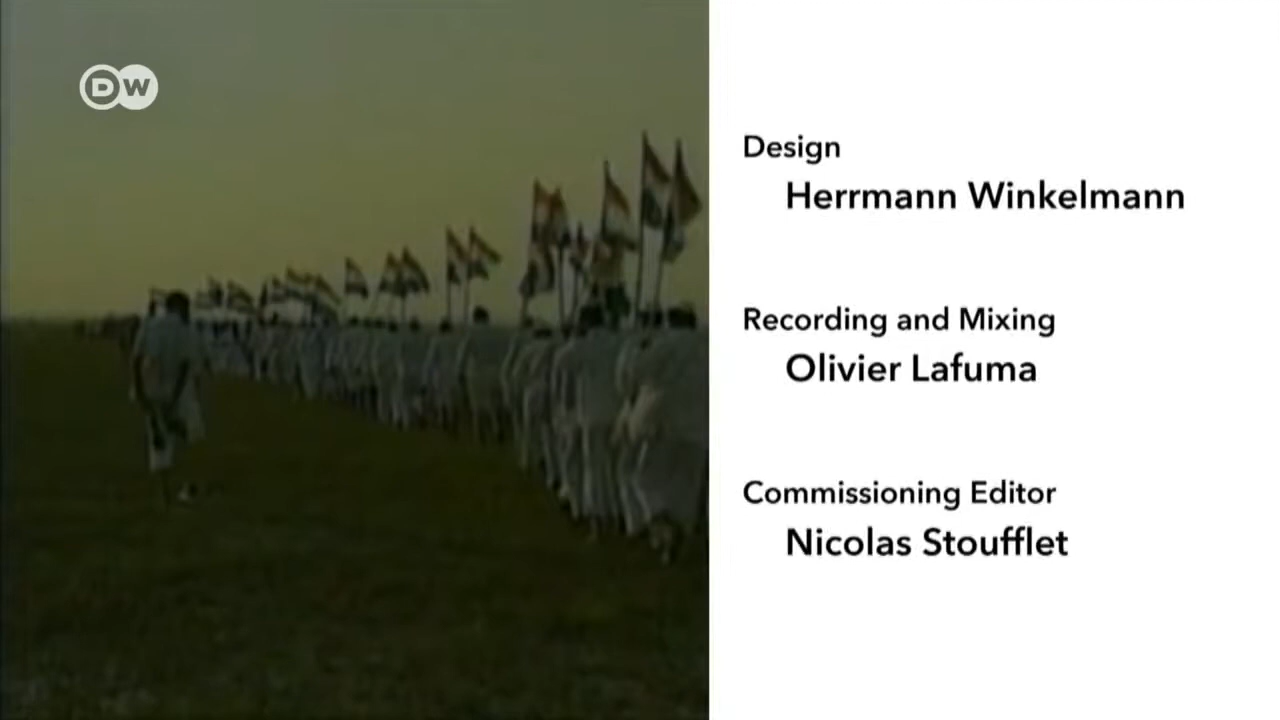 DW
Design
Herrmann Winkelmann
Recording and Mixing
Olivier Lafuma
Commissioning Editor
Nicolas Stoufflet